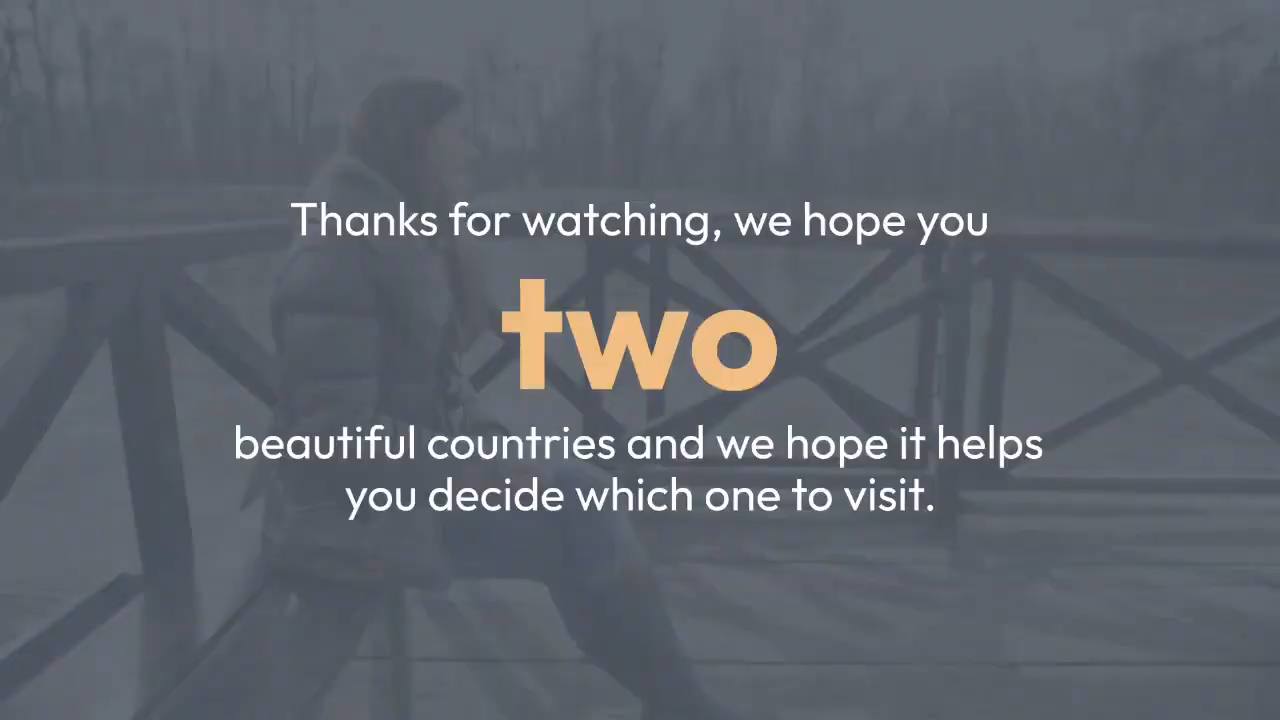 Thanks for watching, we hope you
two
beautiful countries and we hope it helps
you decide which one to visit.